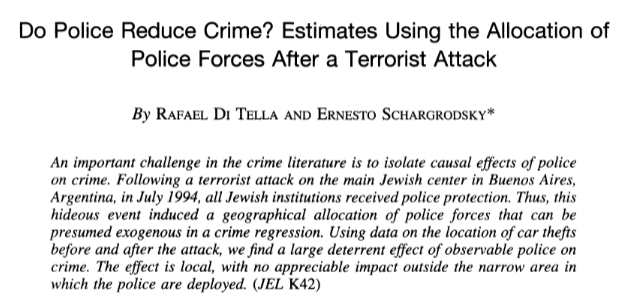 Do Police Reduce Crime? Estimates Using the Allocation of
Police Forces After a Terrorist Attack
By RAFAEL DI TELLA AND ERNESTO SCHARGRODSKY*
An important challenge in the crime literature is to isolate causal effects of police
on crime. Following a terrorist attack on the main Jewish center in Buenos Aires,
Argentina, in July 1994, all Jewish institutions received police protection. Thus, this
hideous event induced a geographical allocation of police forces that can be
presumed exogenous in a crime regression. Using data on the location of car thefts
before and after the attack, we find a large deterrent effect of observable police on
crime. The effect is local, with no appreciable impact outside the narrow area in
which the police are deployed. (JEL K42)